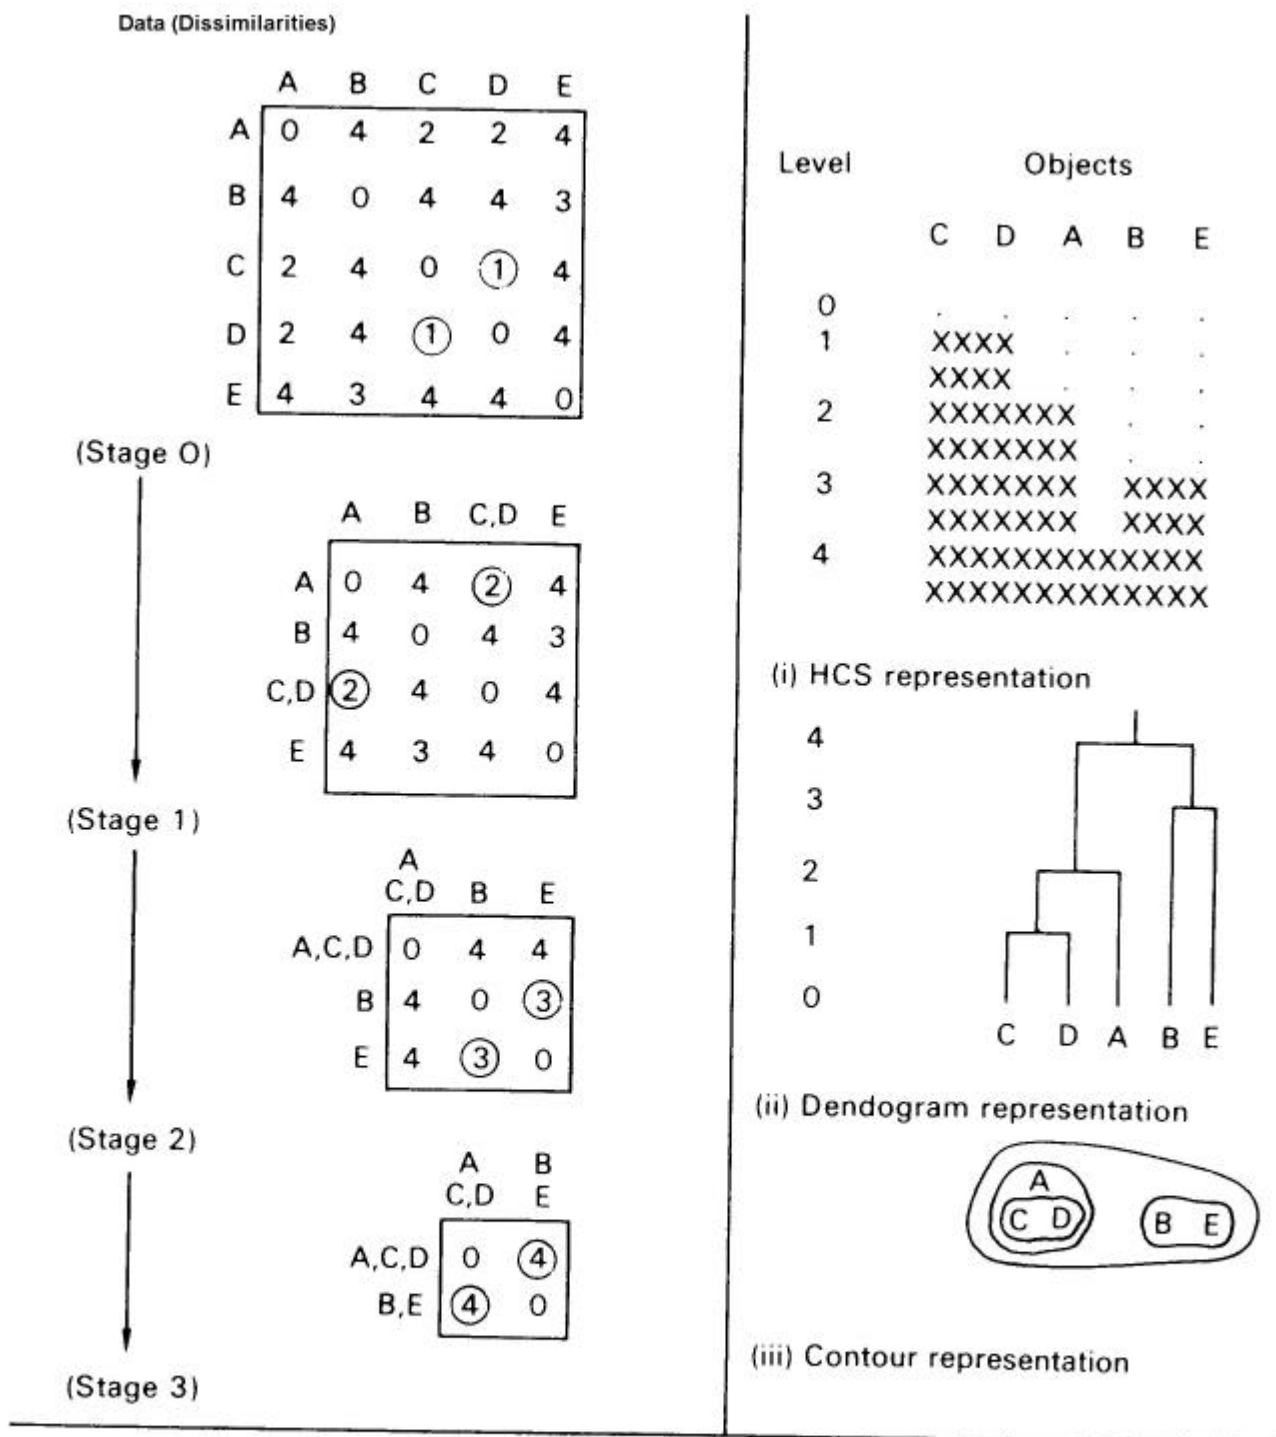 Data (Dissimilarities)
A B C D E
A 0 4 2 2 4
B 4 0 4 4 3
C 2 4 0 1 4
D 2 4 1 0 4
E 4 3 4 4 0
(Stage 0)
A B C,D E
A 0 4 2 4
B 4 0 4 3
C,D 2 4 0 4
E 4 3 4 0
(Stage 1)
A
C,D B E
A,C,D 0 4 4
B 4 0 3
E 4 3 0
(Stage 2)
A B
C,D E
A,C,D 0 4
B,E 4 0
(Stage 3)
Level Objects
C D A B E
0 . . . . .
1 XXXX . . .
XXXX . . .
2 XXXXXXX . .
XXXXXXX . .
3 XXXXXXX XXXX
XXXXXXX XXXX
4 XXXXXXXXXXXXX
XXXXXXXXXXXXX
(i) HCS representation
4
3
2
1
0
C D A B E
(ii) Dendogram representation
A
C D B E
(iii) Contour representation